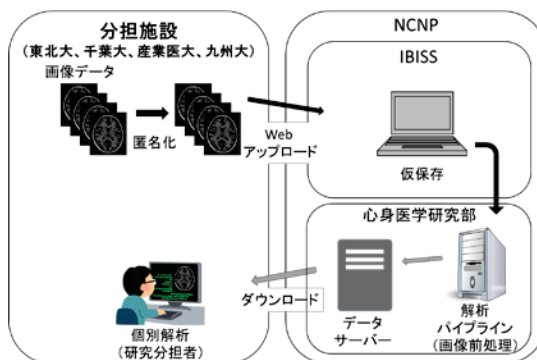 分担施設
(東北大、千葉大、産業医大、九州大)
画像データ
匿名化
Web
アップロード
NCNP
IBISS
仮保存
心身医学研究部
解析
パイプライン
(画像前処理)
データ
サーバー
ダウンロード
個別解析
(研究分担者)